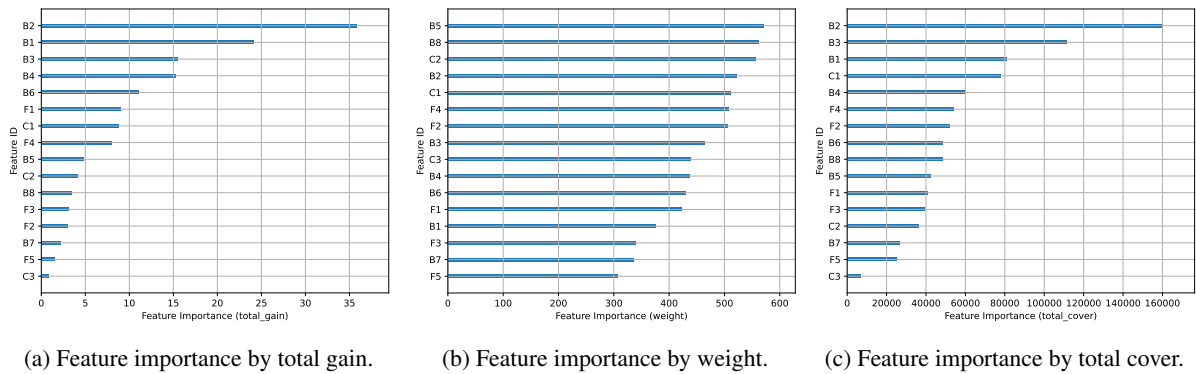 B2
B1
B3
B4
B6
F1
C1
F4
B5
C2
B8
F3
F2
B7
F5
C3
Feature ID
0 5 10 15 20 25 30 35
Feature Importance (total_gain)
(a) Feature importance by total gain.
B5
B8
C2
B2
C1
F4
F2
B3
C3
B4
B6
F1
B1
F3
B7
F5
Feature ID
0 100 200 300 400 500 600
Feature Importance (weight)
(b) Feature importance by weight.
B2
B3
B1
C1
B4
F4
F2
B6
B8
B5
F1
F3
C2
B7
F5
C3
Feature ID
0 20000 40000 60000 80000 100000 120000 140000 160000
Feature Importance (total_cover)
(c) Feature importance by total cover.